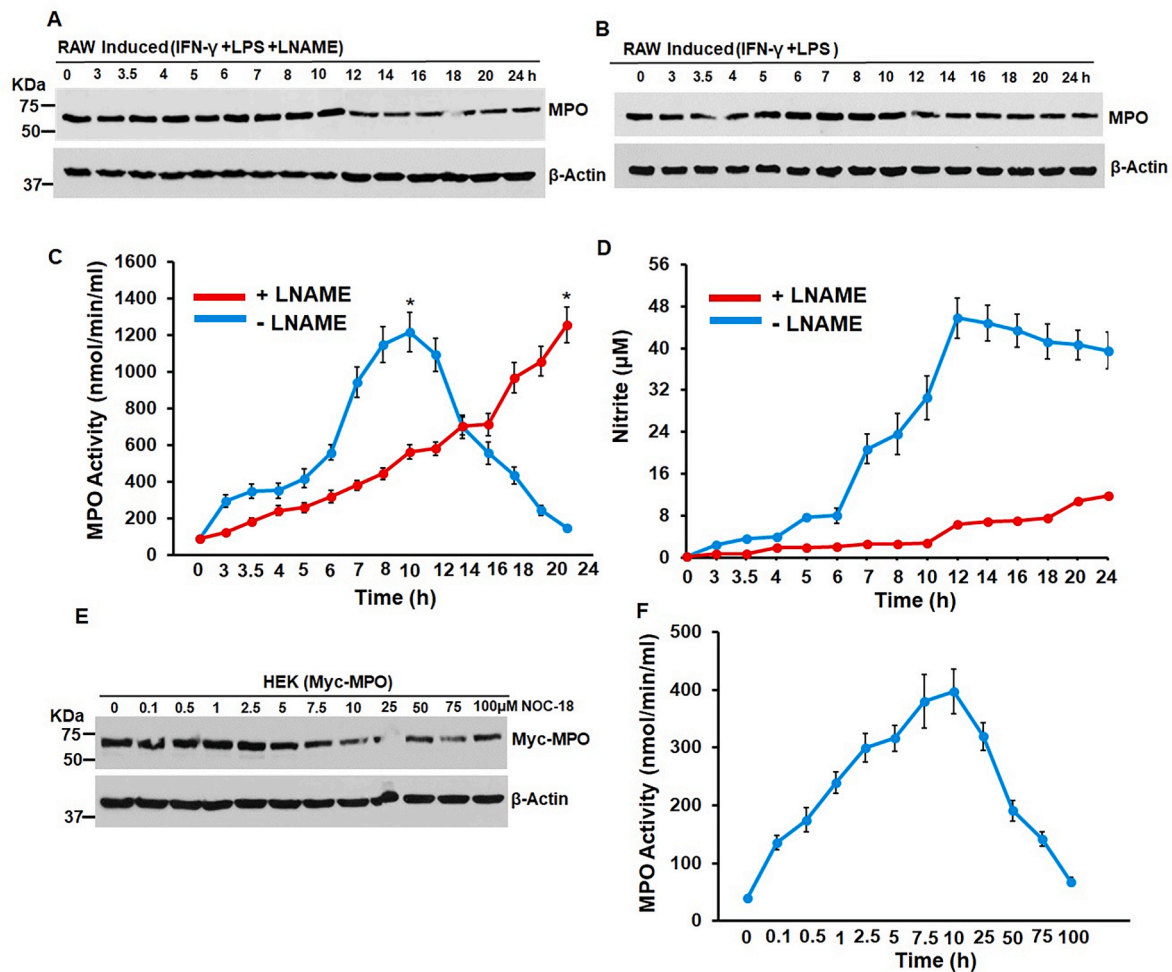 A
RAW Induced (IFN-γ +LPS +LNAME)
0 3 3.5 4 5 6 7 8 10 12 14 16 18 20 24 h
KDa
75
50
MPO
37
β-Actin
B
RAW Induced (IFN-γ +LPS)
0 3 3.5 4 5 6 7 8 10 12 14 16 18 20 24 h
MPO
β-Actin
C
MPO Activity (nmol/min/ml)
1600
1400
1200
1000
800
600
400
200
0
+ LNAME
- LNAME
*
*
0 3 3.5 4 5 6 7 8 10 12 14 16 18 20 24
Time (h)
D
Nitrite (µM)
56
48
40
32
24
16
8
0
+ LNAME
- LNAME
0 3 3.5 4 5 6 7 8 10 12 14 16 18 20 24
Time (h)
E
HEK (Myc-MPO)
0 0.1 0.5 1 2.5 5 7.5 10 25 50 75 100µM NOC-18
KDa
75
50
Myc-MPO
37
β-Actin
F
MPO Activity (nmol/min/ml)
500
400
300
200
100
0
0 0.1 0.5 1 2.5 5 7.5 10 25 50 75 100
Time (h)